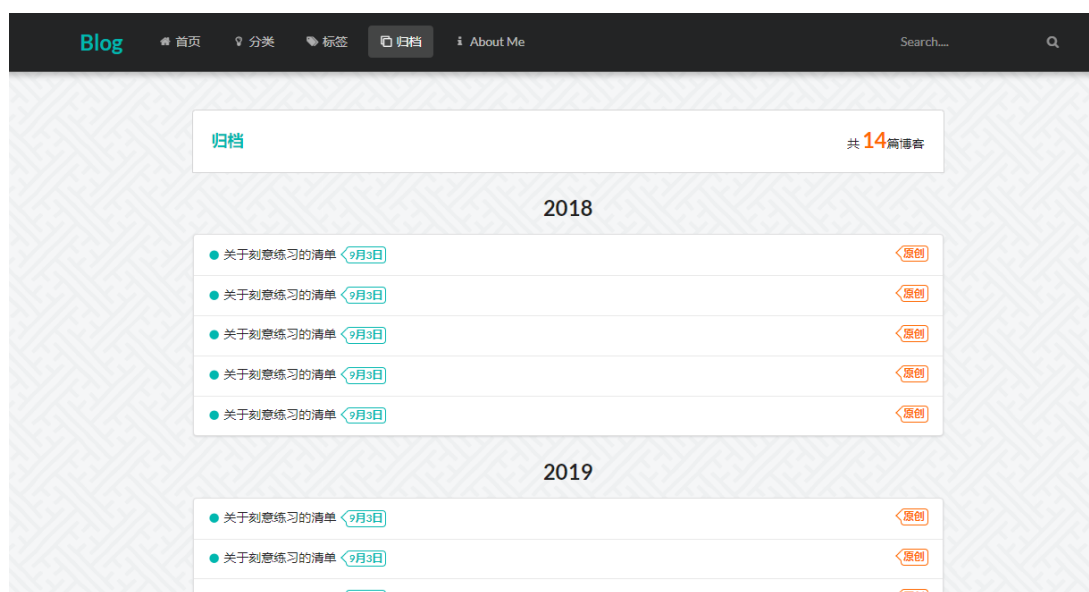 Blog 首页 分类 标签 归档 About Me Search....
归档 共 14篇博客
2018
关于刻意练习的清单 9月3日 原创
关于刻意练习的清单 9月3日 原创
关于刻意练习的清单 9月3日 原创
关于刻意练习的清单 9月3日 原创
关于刻意练习的清单 9月3日 原创
2019
关于刻意练习的清单 9月3日 原创
关于刻意练习的清单 9月3日 原创